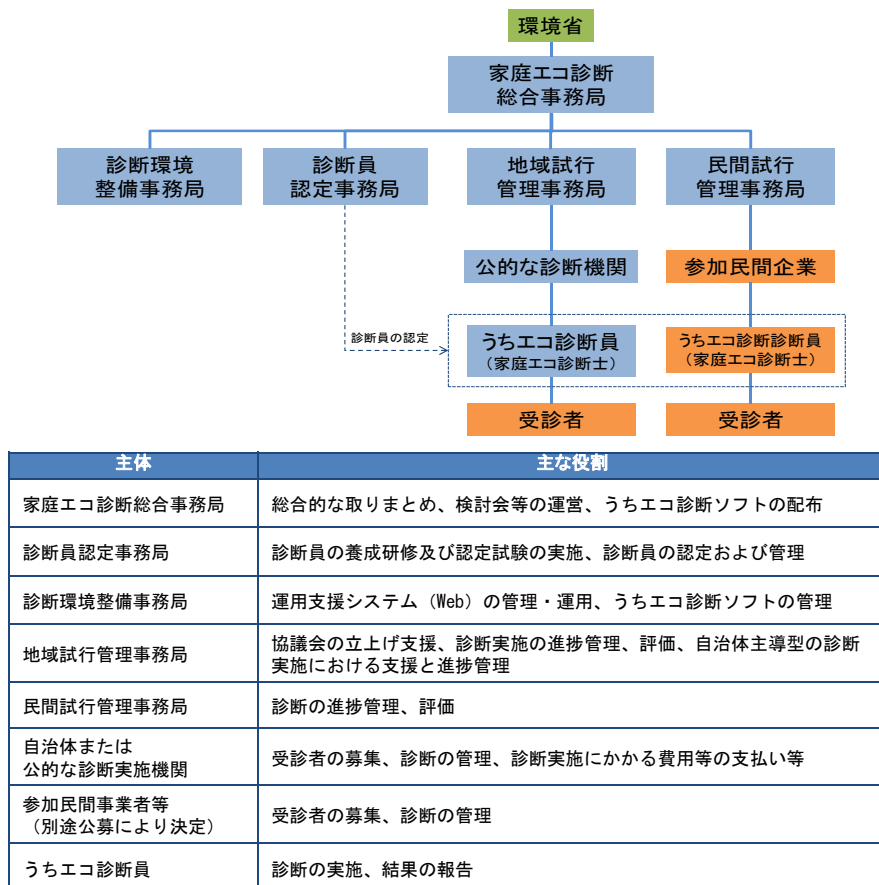 環境省
家庭エコ診断
総合事務局
診断環境
整備事務局
診断員
認定事務局
地域試行
管理事務局
民間試行
管理事務局
公的な診断機関
参加民間企業
診断員の認定
うちエコ診断員
（家庭エコ診断士）
うちエコ診断診断員
（家庭エコ診断士）
受診者
受診者
主体
主な役割
家庭エコ診断総合事務局
総合的な取りまとめ、検討会等の運営、うちエコ診断ソフトの配布
診断員認定事務局
診断員の養成研修及び認定試験の実施、診断員の認定および管理
診断環境整備事務局
運用支援システム（Web）の管理・運用、うちエコ診断ソフトの管理
地域試行管理事務局
協議会の立上げ支援、診断実施の進捗管理、評価、自治体主導型の診断
実施における支援と進捗管理
民間試行管理事務局
診断の進捗管理、評価
自治体または
公的な診断実施機関
受診者の募集、診断の管理、診断実施にかかる費用等の支払い等
参加民間事業者等
（別途公募により決定）
受診者の募集、診断の管理
うちエコ診断員
診断の実施、結果の報告